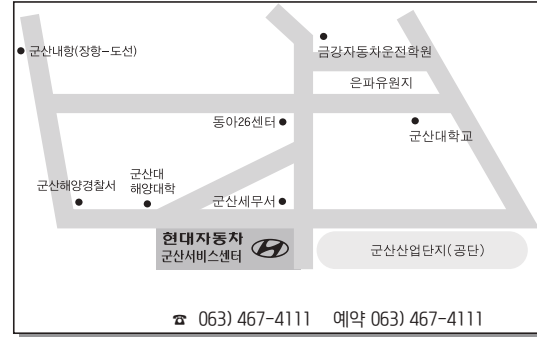 군산내항(장항-도선)
금강자동차운전학원
은파유원지
동아26센터
군산대학교
군산해양경찰서
군산대
해양대학
군산세무서
현대자동차
군산서비스센터
군산산업단지(공단)
☎ 063) 467-4111 예약 063) 467-4111